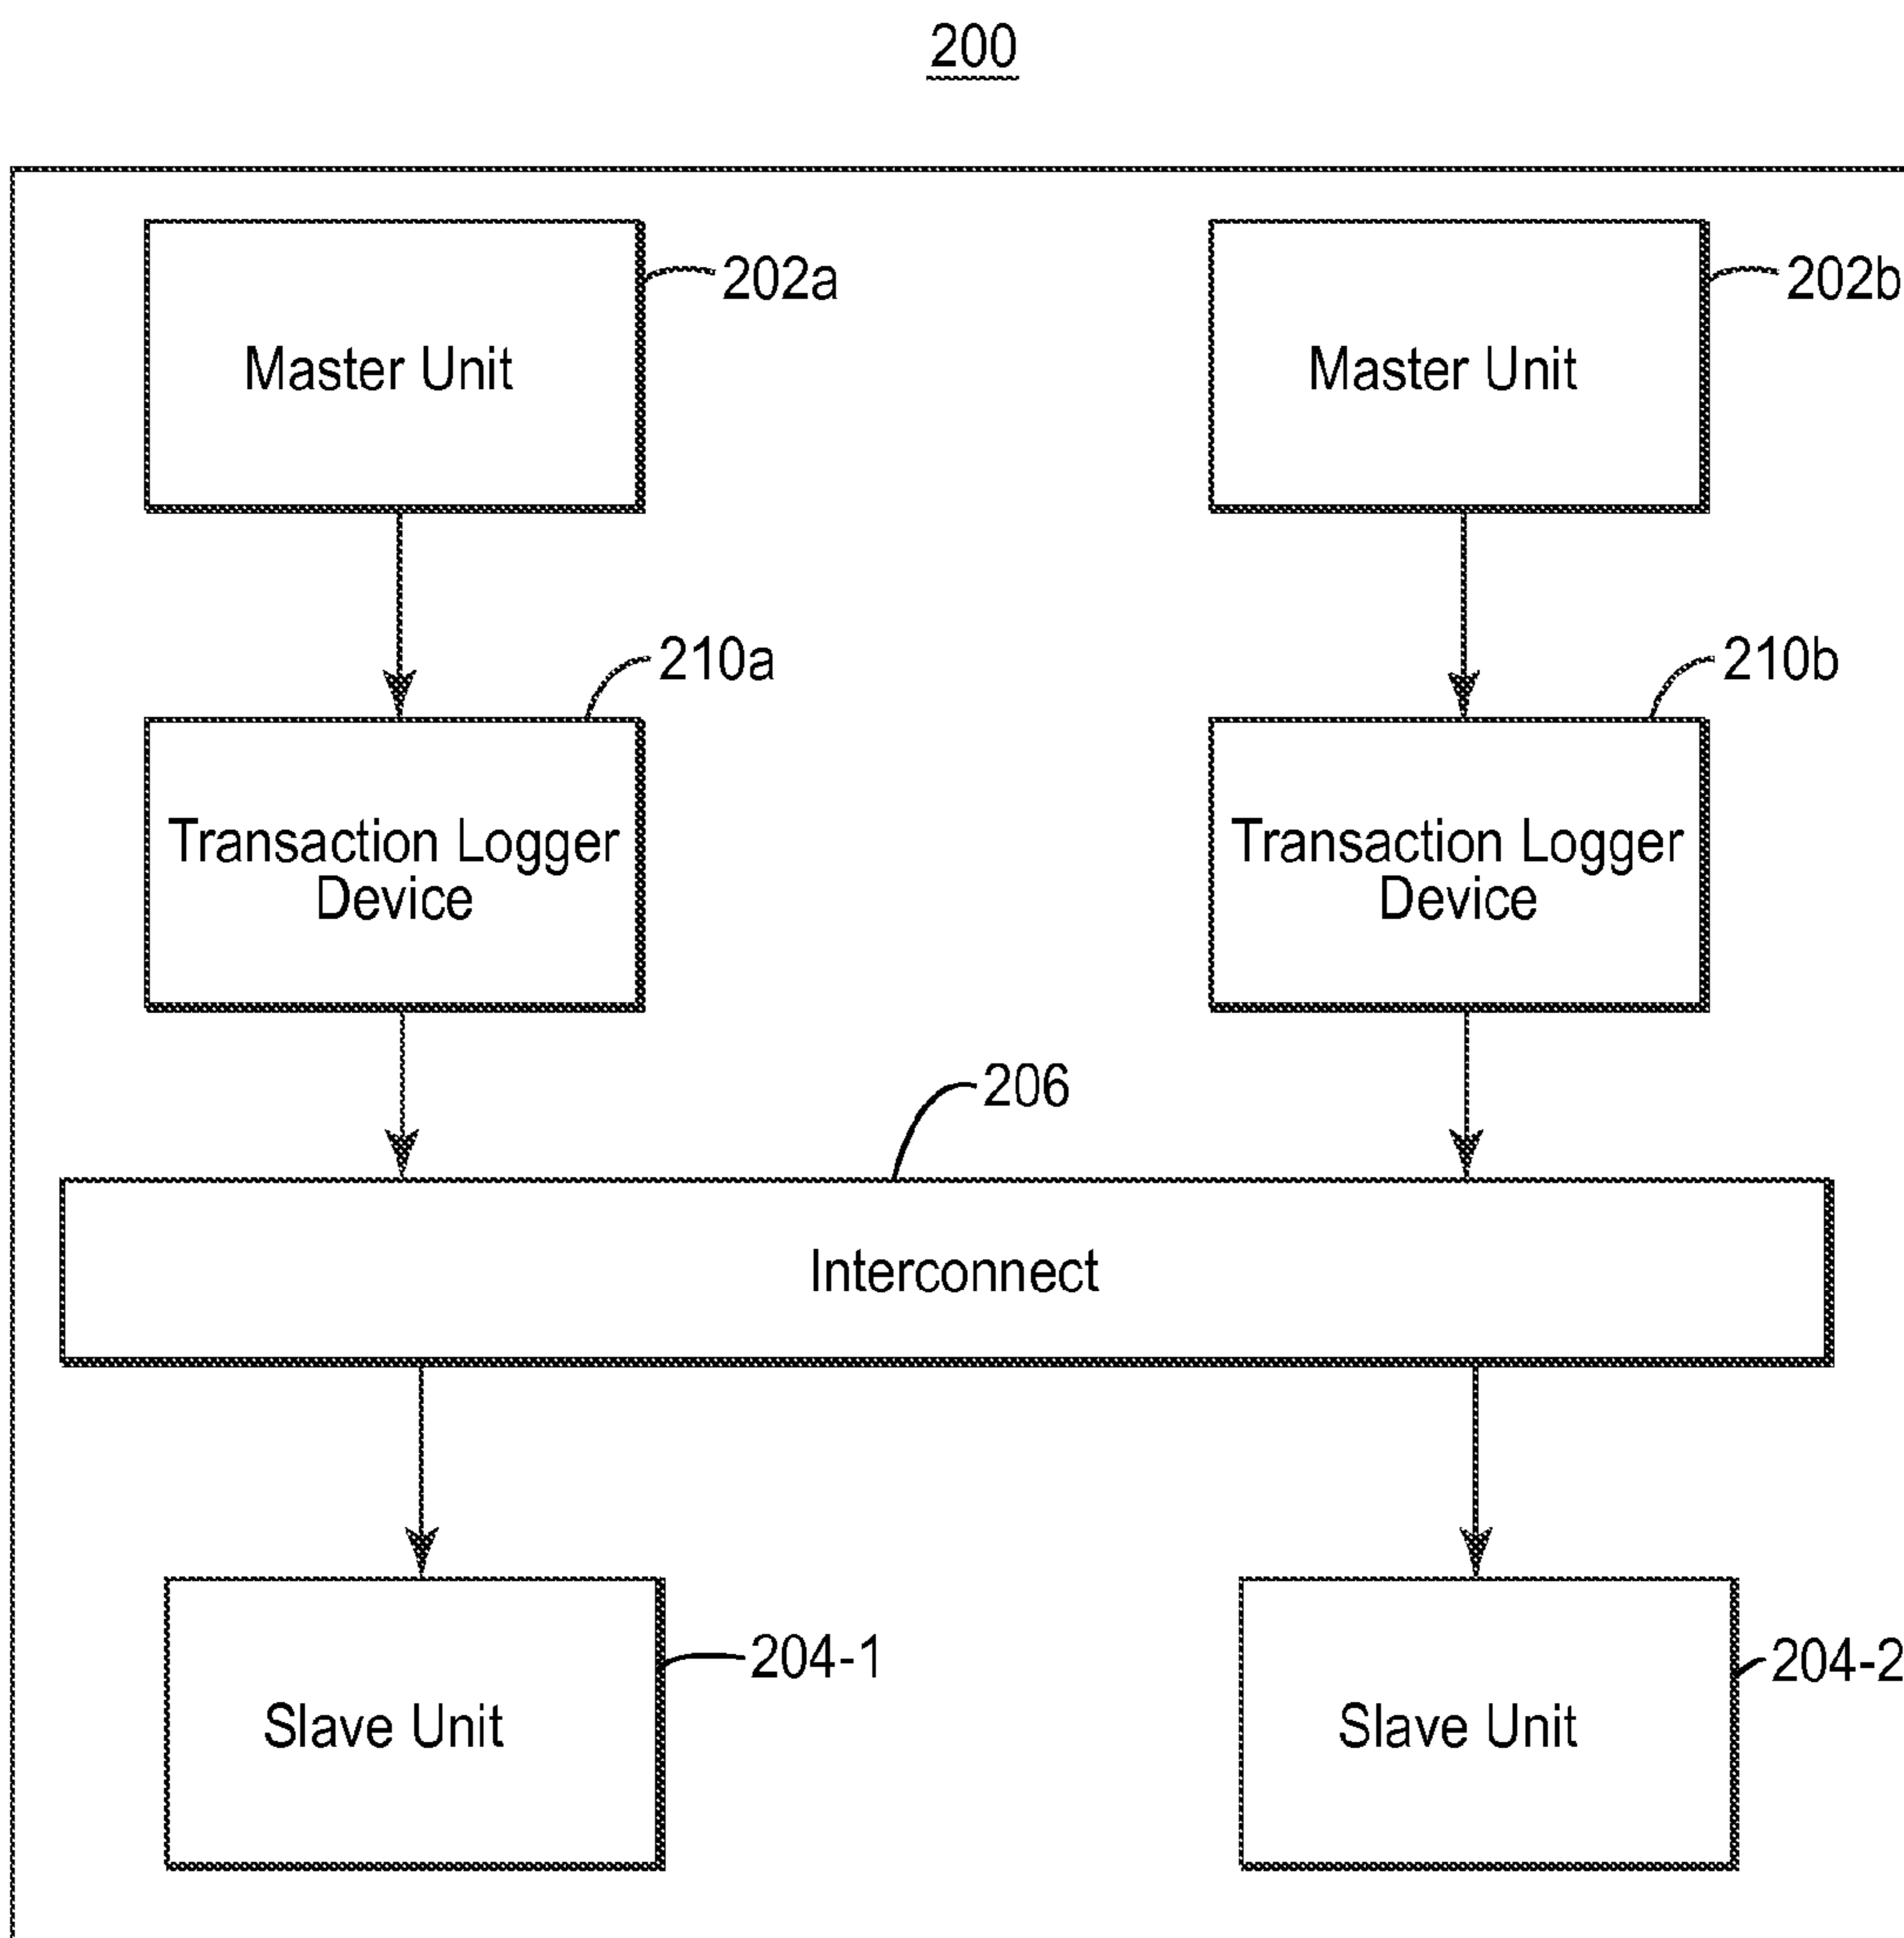 200
202a
202b
Master Unit
Master Unit
210a
210b
Transaction Logger
Device
Transaction Logger
Device
206
Interconnect
204-1
204-2
Slave Unit
Slave Unit